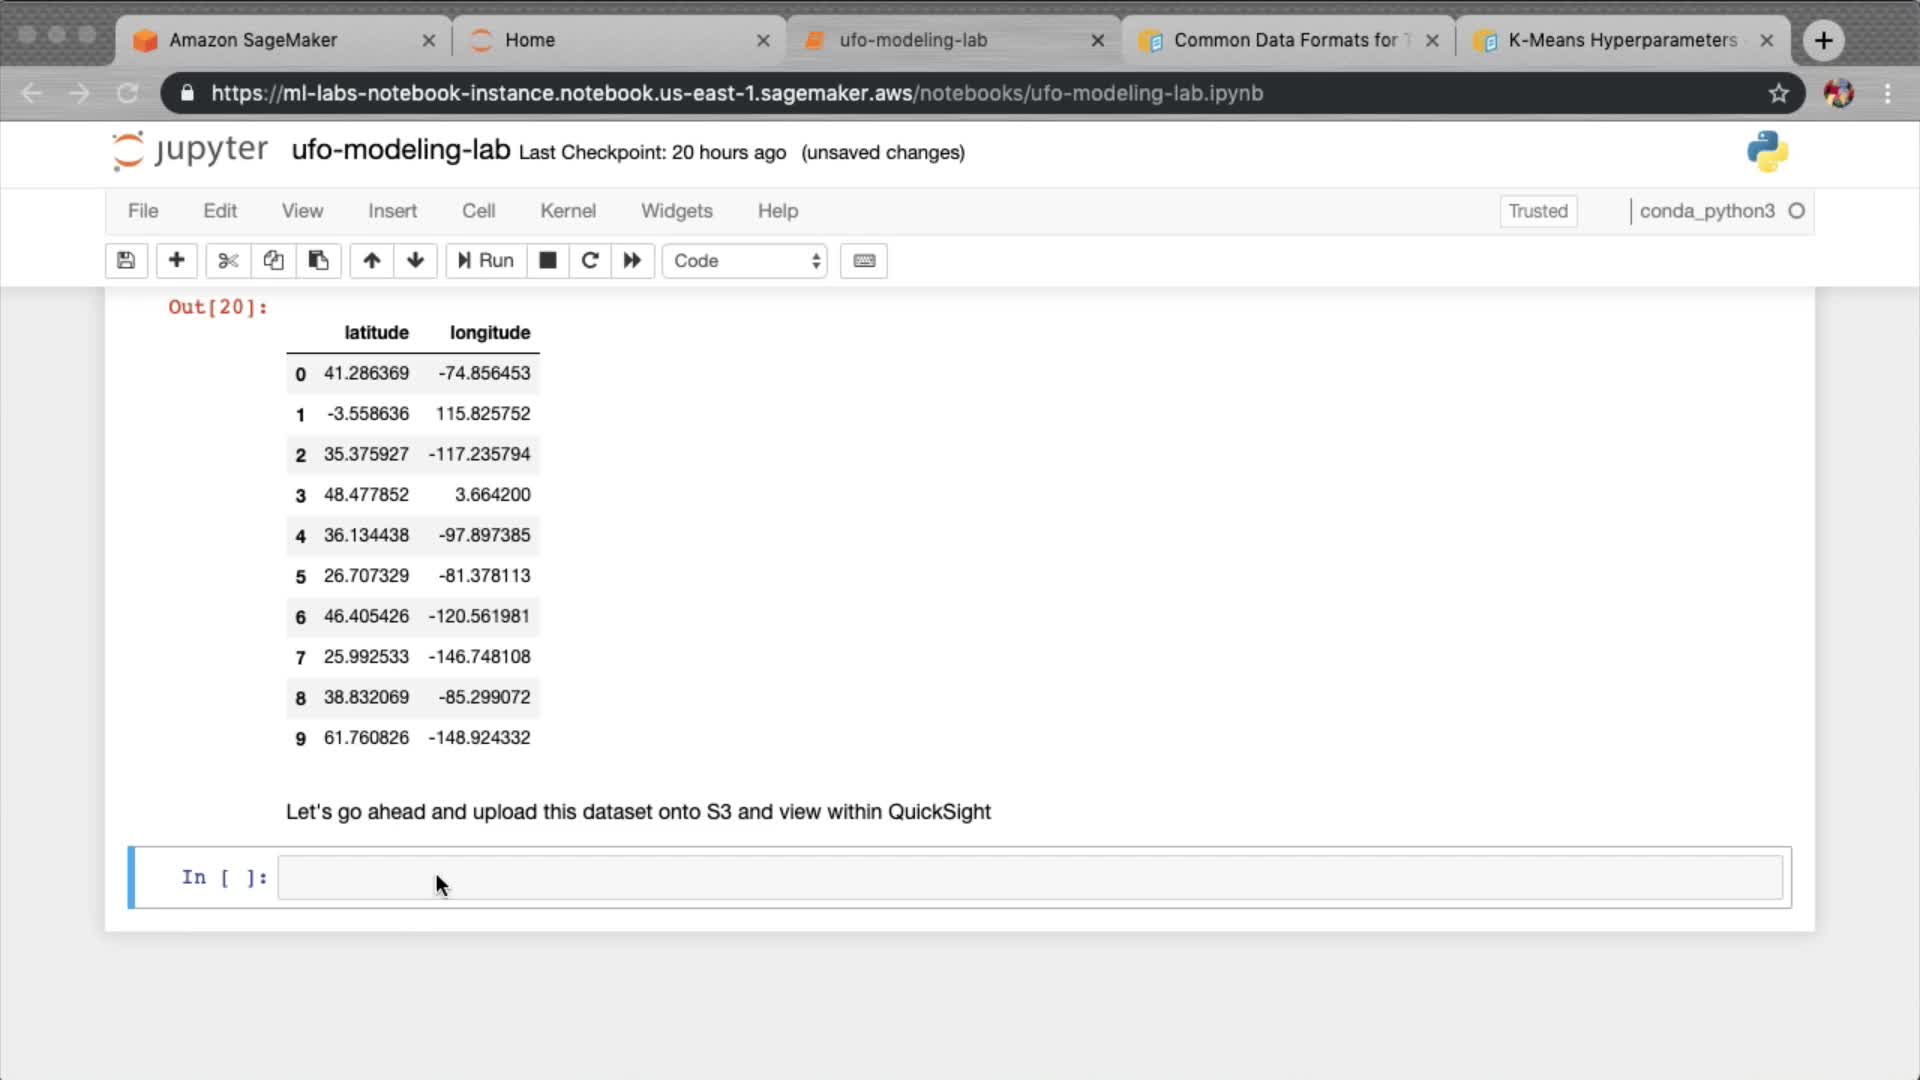 Amazon SageMaker
Home
ufo-modeling-lab
Common Data Formats for
K-Means Hyperparameters
https://ml-labs-notebook-instance.notebook.us-east-1.sagemaker.aws/notebooks/ufo-modeling-lab.ipynb
jupyter ufo-modeling-lab Last Checkpoint: 20 hours ago (unsaved changes)
File Edit View Insert Cell Kernel Widgets Help Trusted conda_python3
Run Code
Out[20]:
latitude longitude
0 41.286369 -74.856453
1 -3.558636 115.825752
2 35.375927 -117.235794
3 48.477852 3.664200
4 36.134438 -97.897385
5 26.707329 -81.378113
6 46.405426 -120.561981
7 25.992533 -146.748108
8 38.832069 -85.299072
9 61.760826 -148.924332
Let's go ahead and upload this dataset onto S3 and view within QuickSight
In [ ]: